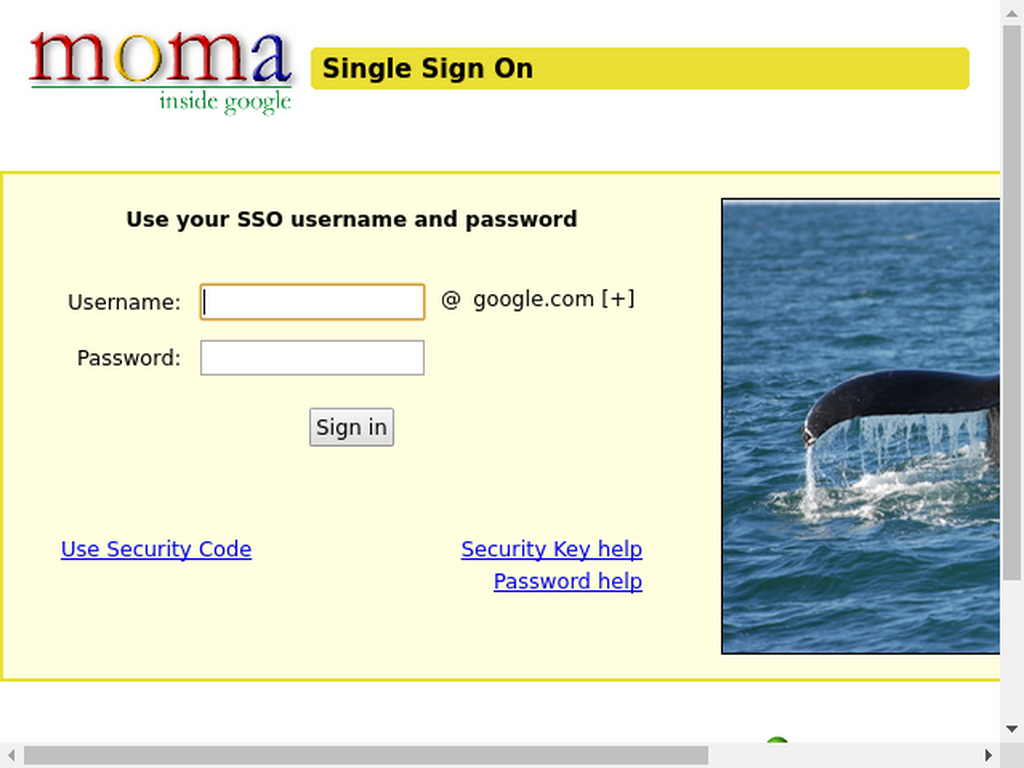 moma
inside google
Single Sign On
Use your SSO username and password
Username: @ google.com [+]
Password:
Sign in
Use Security Code
Security Key help
Password help